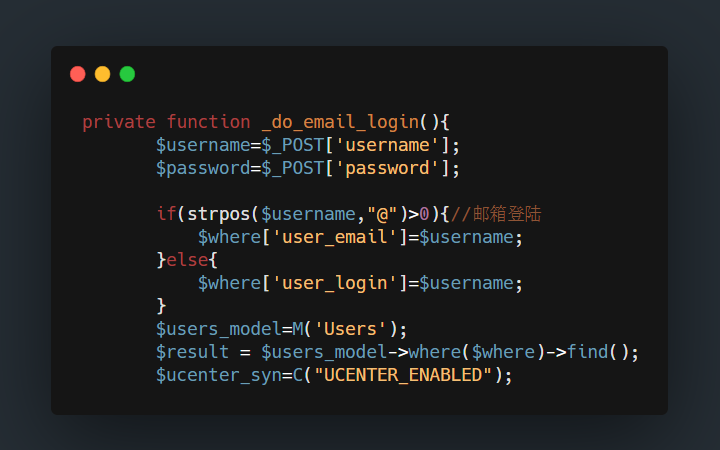 private function _do_email_login(){
$username=$_POST['username'];
$password=$_POST['password'];
if(strpos($username,"@")>0){//邮箱登陆
$where['user_email']=$username;
}else{
$where['user_login']=$username;
}
$users_model=M('Users');
$result = $users_model->where($where)->find();
$ucenter_syn=C("UCENTER_ENABLED");